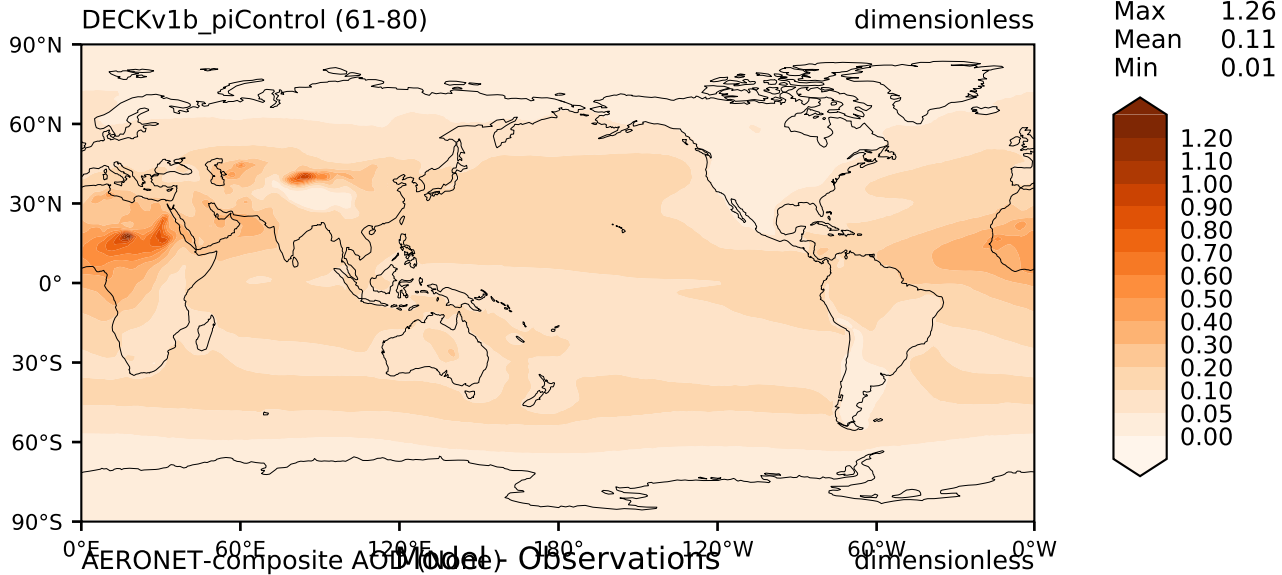 DECKv1b_piControl (61-80) dimensionless
Max 1.26
Mean 0.11
Min 0.01
90°N
60°N
30°N
0°
30°S
60°S
90°S
0°E 60°E 120°E 180° 120°W 60°W 0°W
1.20
1.10
1.00
0.90
0.80
0.70
0.60
0.50
0.40
0.30
0.20
0.10
0.05
0.00
AERONET-composite AOD (None) dimensionless
Model - Observations